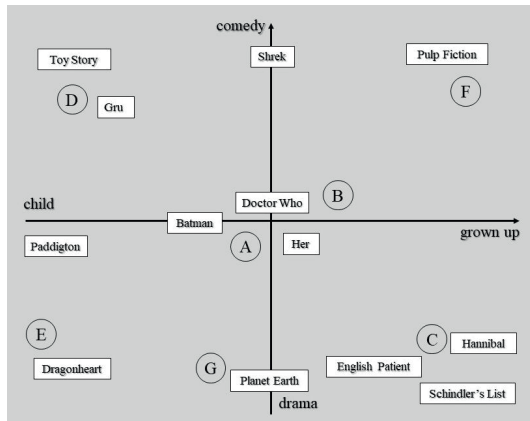 comedy
Toy Story
Shrek
Pulp Fiction
D
Gru
F
child
Doctor Who
B
Batman
grown up
Paddigton
A
Her
E
C
Hannibal
Dragonheart
G
Planet Earth
English Patient
Schindler's List
drama